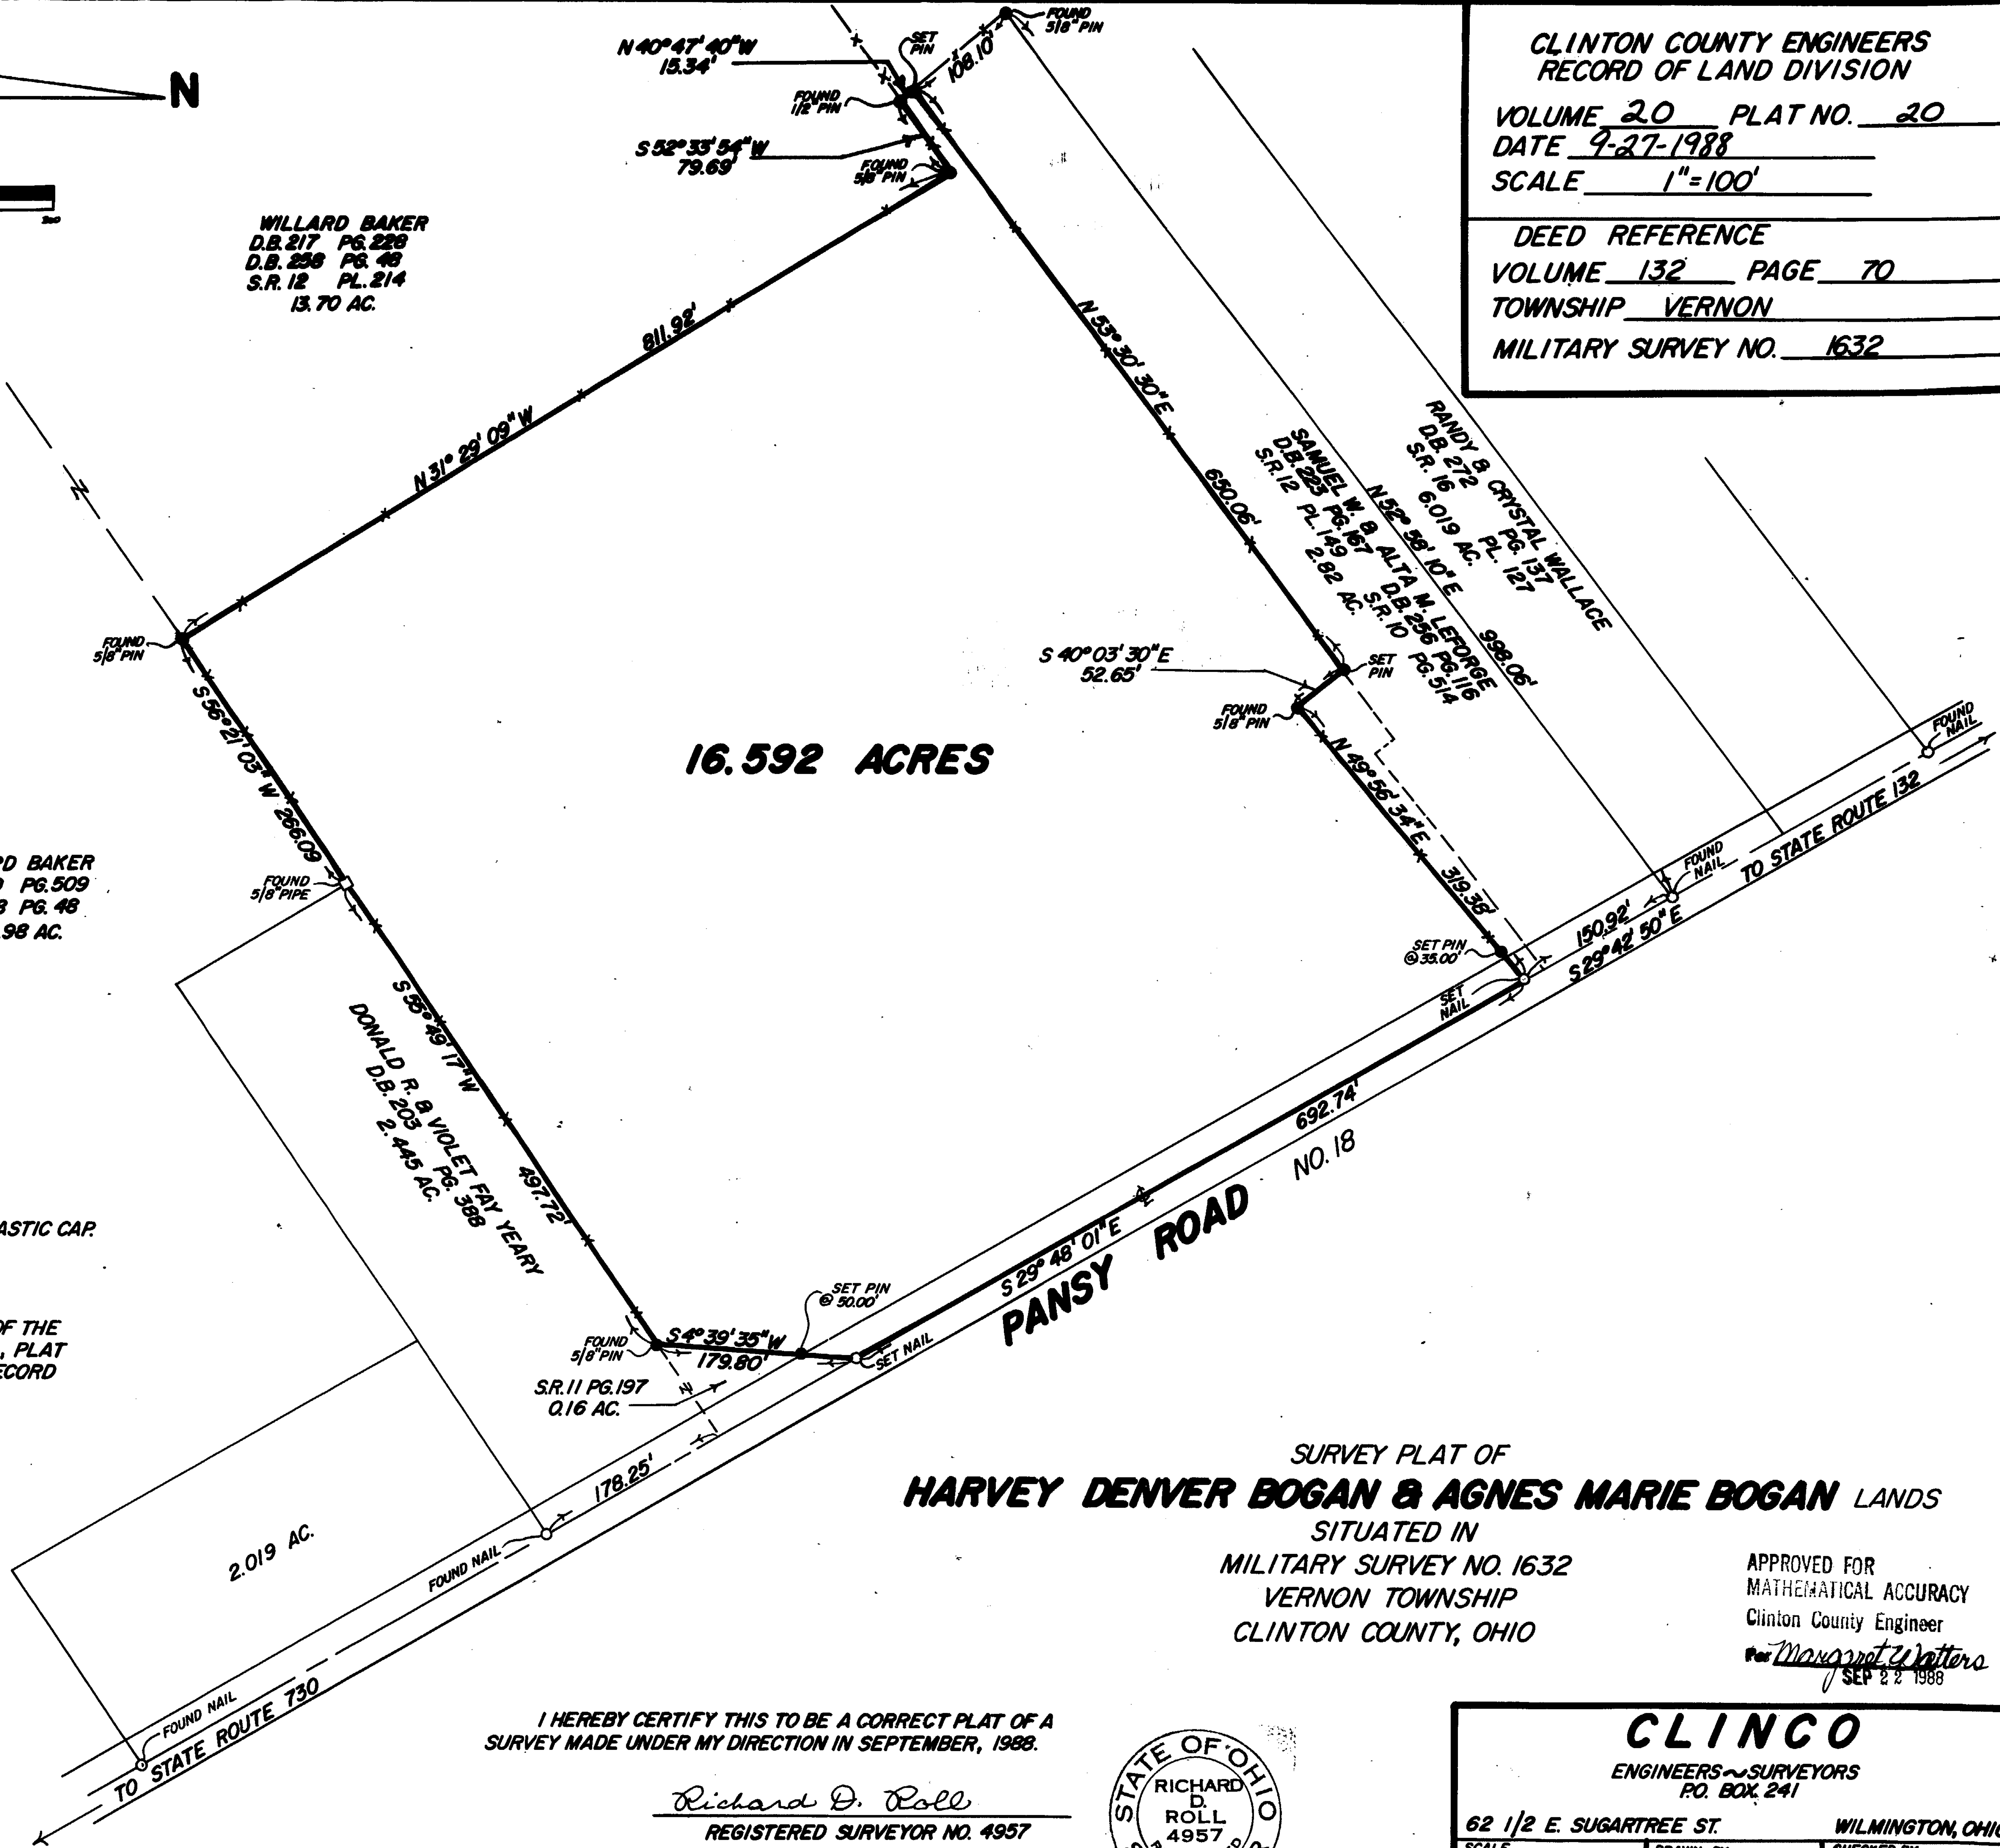 N
200
N 40° 47' 40" W
15.34'
SET
PIN
108.10'
FOUND
5/8" PIN
FOUND
1/2" PIN
S 52° 33' 54" W
79.69'
FOUND
5/8" PIN
CLINTON COUNTY ENGINEERS
RECORD OF LAND DIVISION
VOLUME 20 PLAT NO. 20
DATE 9-27-1988
SCALE 1"=100'
DEED REFERENCE
VOLUME 132 PAGE 70
TOWNSHIP VERNON
MILITARY SURVEY NO. 1632
WILLARD BAKER
D.B. 217 PG. 228
D.B. 258 PG. 48
S.R. 12 PL. 214
13.70 AC.
N 31° 29' 09" W
811.92'
N 53° 30' 30" E
650.06'
SAMUEL W. & ALTA M. LEFORGE
D.B. 223 PG. 167 D.B. 256 PG. 116
S.R. 12 PL. 149 S.R. 10 PG. 514
2.82 AC.
N 52° 58' 10" E
998.06'
RANDY & CRYSTAL WALLACE
D.B. 272 PG. 137
S.R. 16 PL. 127
6.019 AC.
FOUND
5/8" PIN
S 40° 03' 30" E
52.65'
SET
PIN
FOUND
5/8" PIN
16.592 ACRES
S 56° 21' 03" W 266.09
FOUND
5/8" PIPE
N 49° 56' 34" E
319.38'
FOUND
NAIL
TO STATE ROUTE 132
FOUND
NAIL
150.92'
S 29° 42' 50" E
SET PIN
@ 35.00'
SET
NAIL
D BAKER
PG. 509
PG. 48
.98 AC.
S 55° 49' 17" W
497.72'
DONALD R. & VIOLET FAY YEARY
D.B. 203 PG. 388
2.445 AC.
692.74'
S 29° 48' 01" E
PANSY ROAD NO. 18
ASTIC CAP.
OF THE
, PLAT
ECORD
SET PIN
@ 50.00'
FOUND
5/8" PIN
S 4° 39' 35" W
179.80'
SET NAIL
S.R. 11 PG. 197
0.16 AC.
178.25'
FOUND NAIL
2.019 AC.
FOUND NAIL
TO STATE ROUTE 730
SURVEY PLAT OF
HARVEY DENVER BOGAN & AGNES MARIE BOGAN LANDS
SITUATED IN
MILITARY SURVEY NO. 1632
VERNON TOWNSHIP
CLINTON COUNTY, OHIO
APPROVED FOR
MATHEMATICAL ACCURACY
Clinton County Engineer
Per Margaret Watters
SEP 22 1988
I HEREBY CERTIFY THIS TO BE A CORRECT PLAT OF A
SURVEY MADE UNDER MY DIRECTION IN SEPTEMBER, 1988.
Richard D. Roll
REGISTERED SURVEYOR NO. 4957
STATE OF OHIO
RICHARD
D.
ROLL
4957
CLINCO
ENGINEERS~SURVEYORS
P.O. BOX 241
62 1/2 E. SUGARTREE ST. WILMINGTON, OHIO